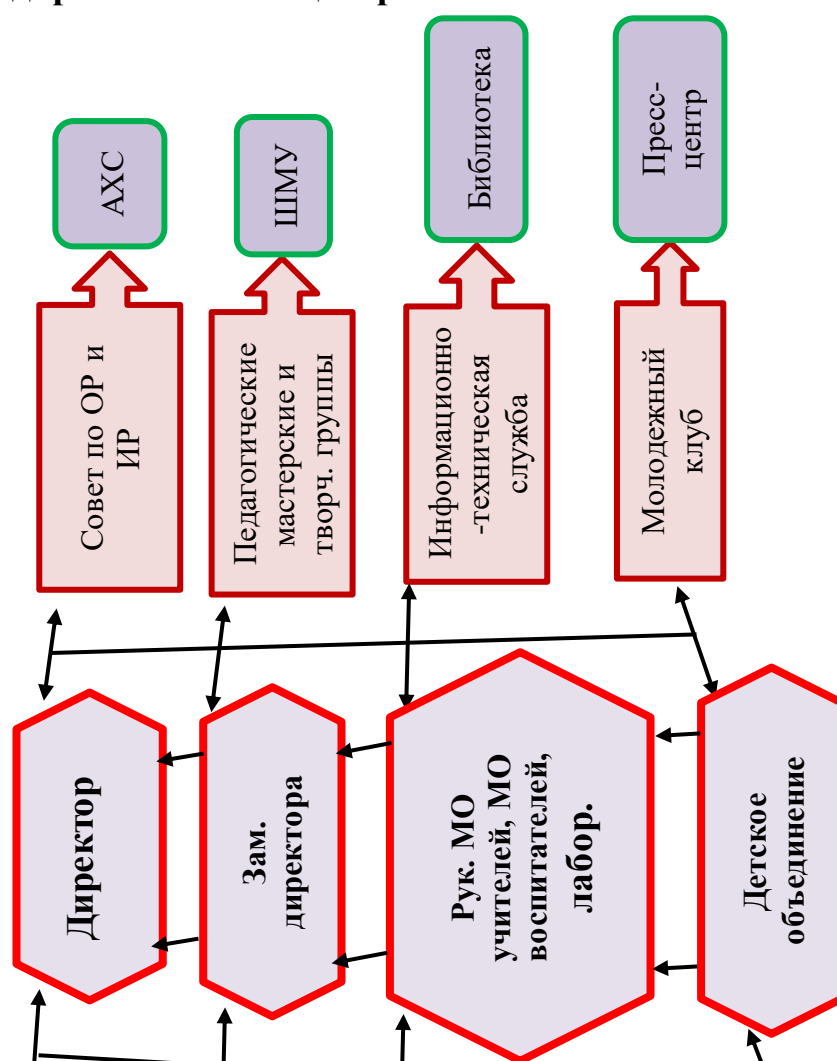 АХС
ШМУ
Библиотека
Пресс-
центр
Совет по ОР и
ИР
Педагогические
мастерские и
творч. группы
Информационно
-техническая
служба
Молодежный
клуб
Директор
Зам.
директора
Рук. МО
учителей, МО
воспитателей,
лабор.
Детское
объединение